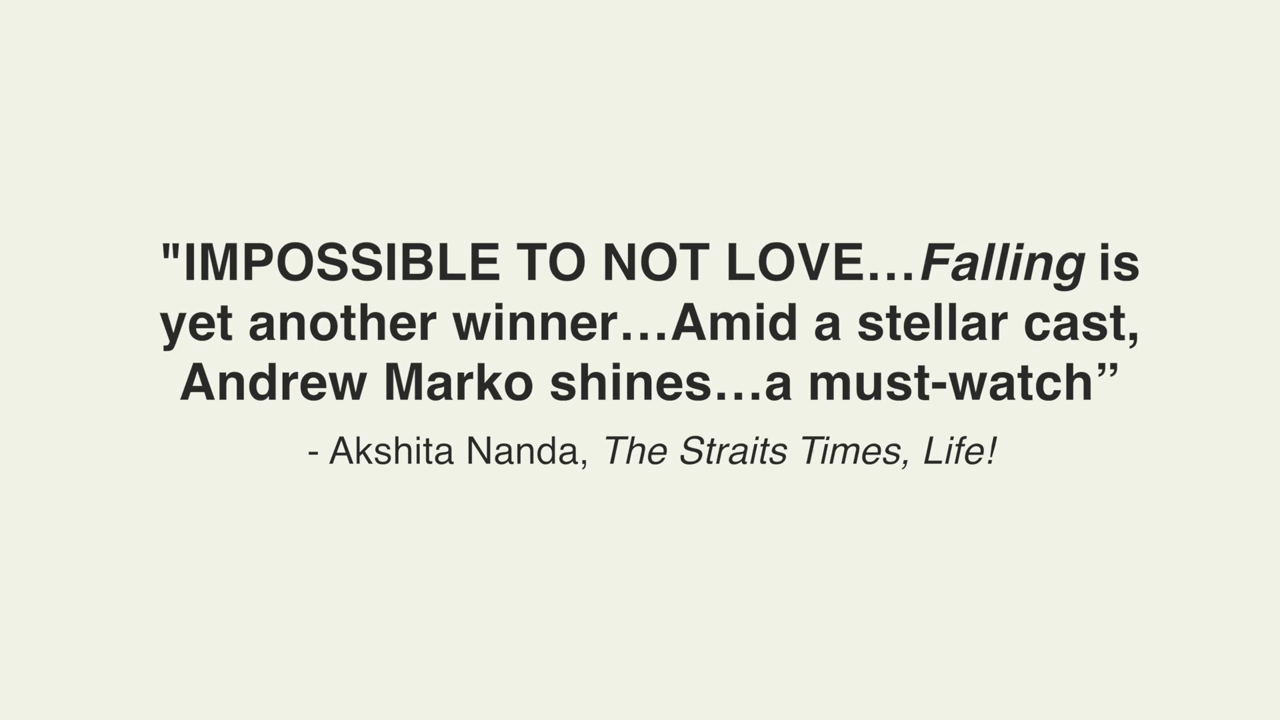 "IMPOSSIBLE TO NOT LOVE…Falling is
yet another winner…Amid a stellar cast,
Andrew Marko shines…a must-watch”
- Akshita Nanda, The Straits Times, Life!